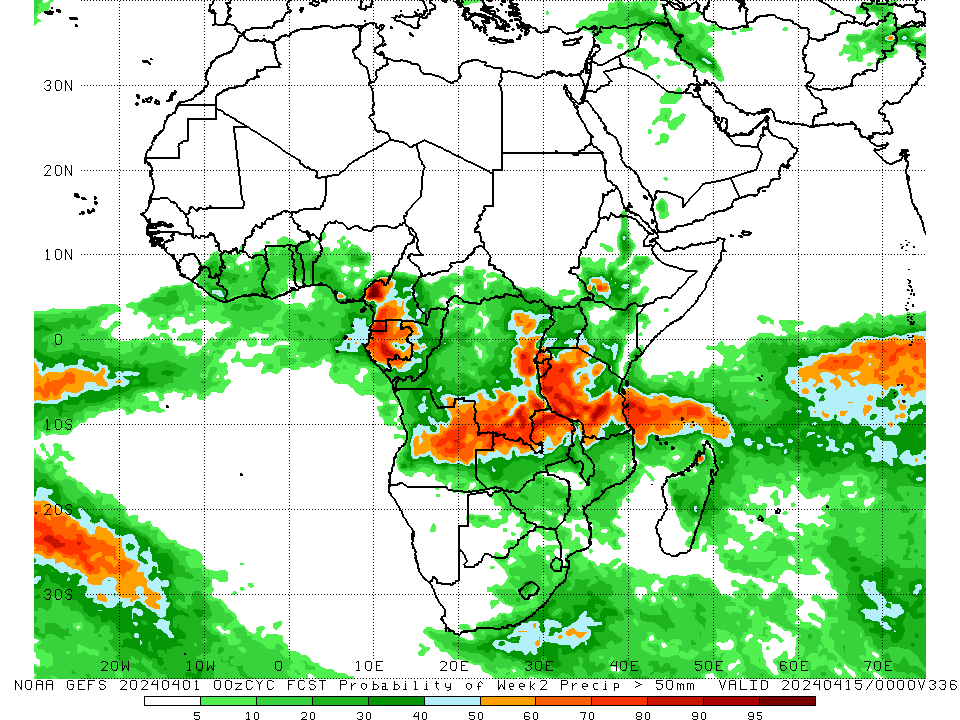 30N
20N
10N
0
10S
20S
30S
20W 10W 0 10E 20E 30E 40E 50E 60E 70E
NOAA GEFS 20240401 00zCYC FCST Probability of Week2 Precip > 50mm VALID 20240415/0000V336
5 10 20 30 40 50 60 70 80 90 95